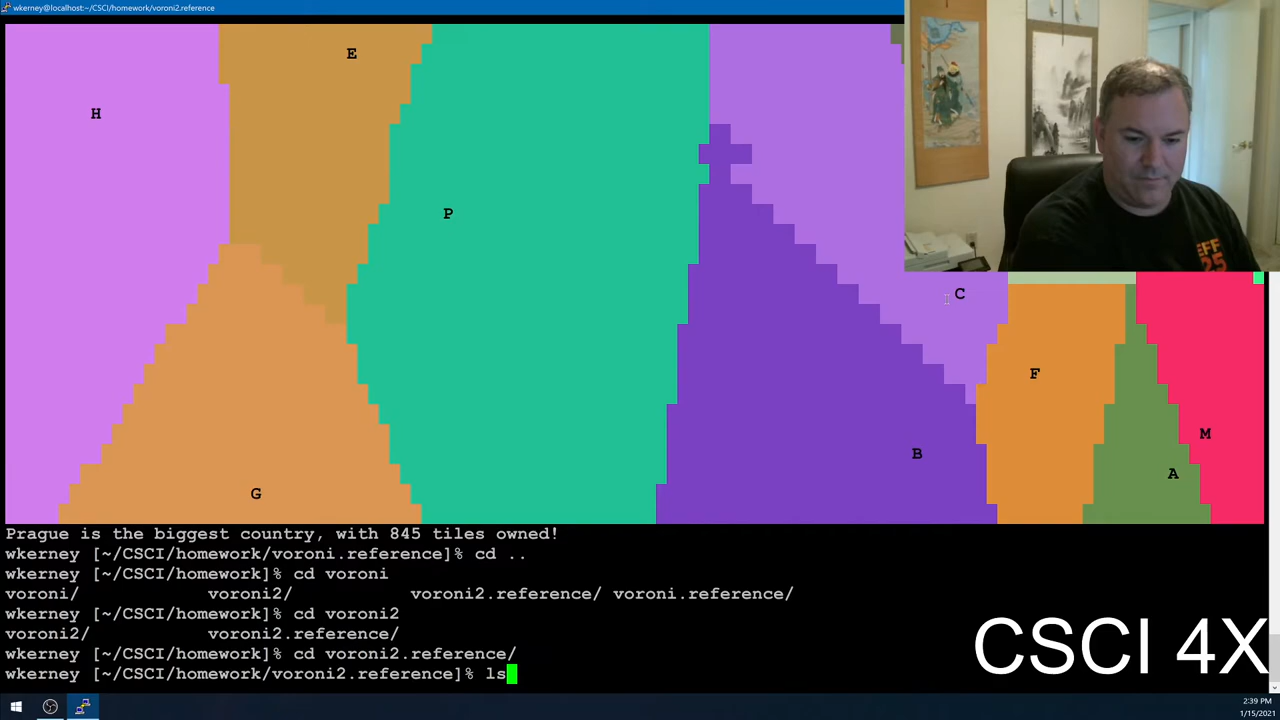 wkerney@localhost:~/CSCI/homework/voroni2.reference
E
H
P
C
F
M
B
A
G
EFF
25
Prague is the biggest country, with 845 tiles owned!
wkerney [~/CSCI/homework/voroni.reference]% cd ..
wkerney [~/CSCI/homework]% cd voroni
voroni/ voroni2/ voroni2.reference/ voroni.reference/
wkerney [~/CSCI/homework]% cd voroni2
voroni2/ voroni2.reference/
wkerney [~/CSCI/homework]% cd voroni2.reference/
wkerney [~/CSCI/homework/voroni2.reference]% ls
CSCI 4X
2:39 PM
1/15/2021